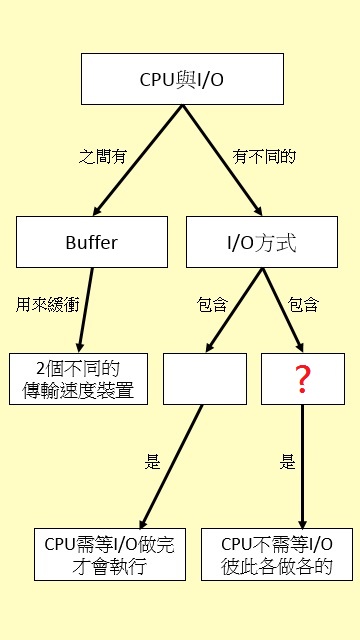 CPU與I/O
之間有
有不同的
Buffer
I/O方式
用來緩衝
包含
包含
2個不同的
傳輸速度裝置
?
是
是
CPU需等I/O做完
才會執行
CPU不需等I/O
彼此各做各的